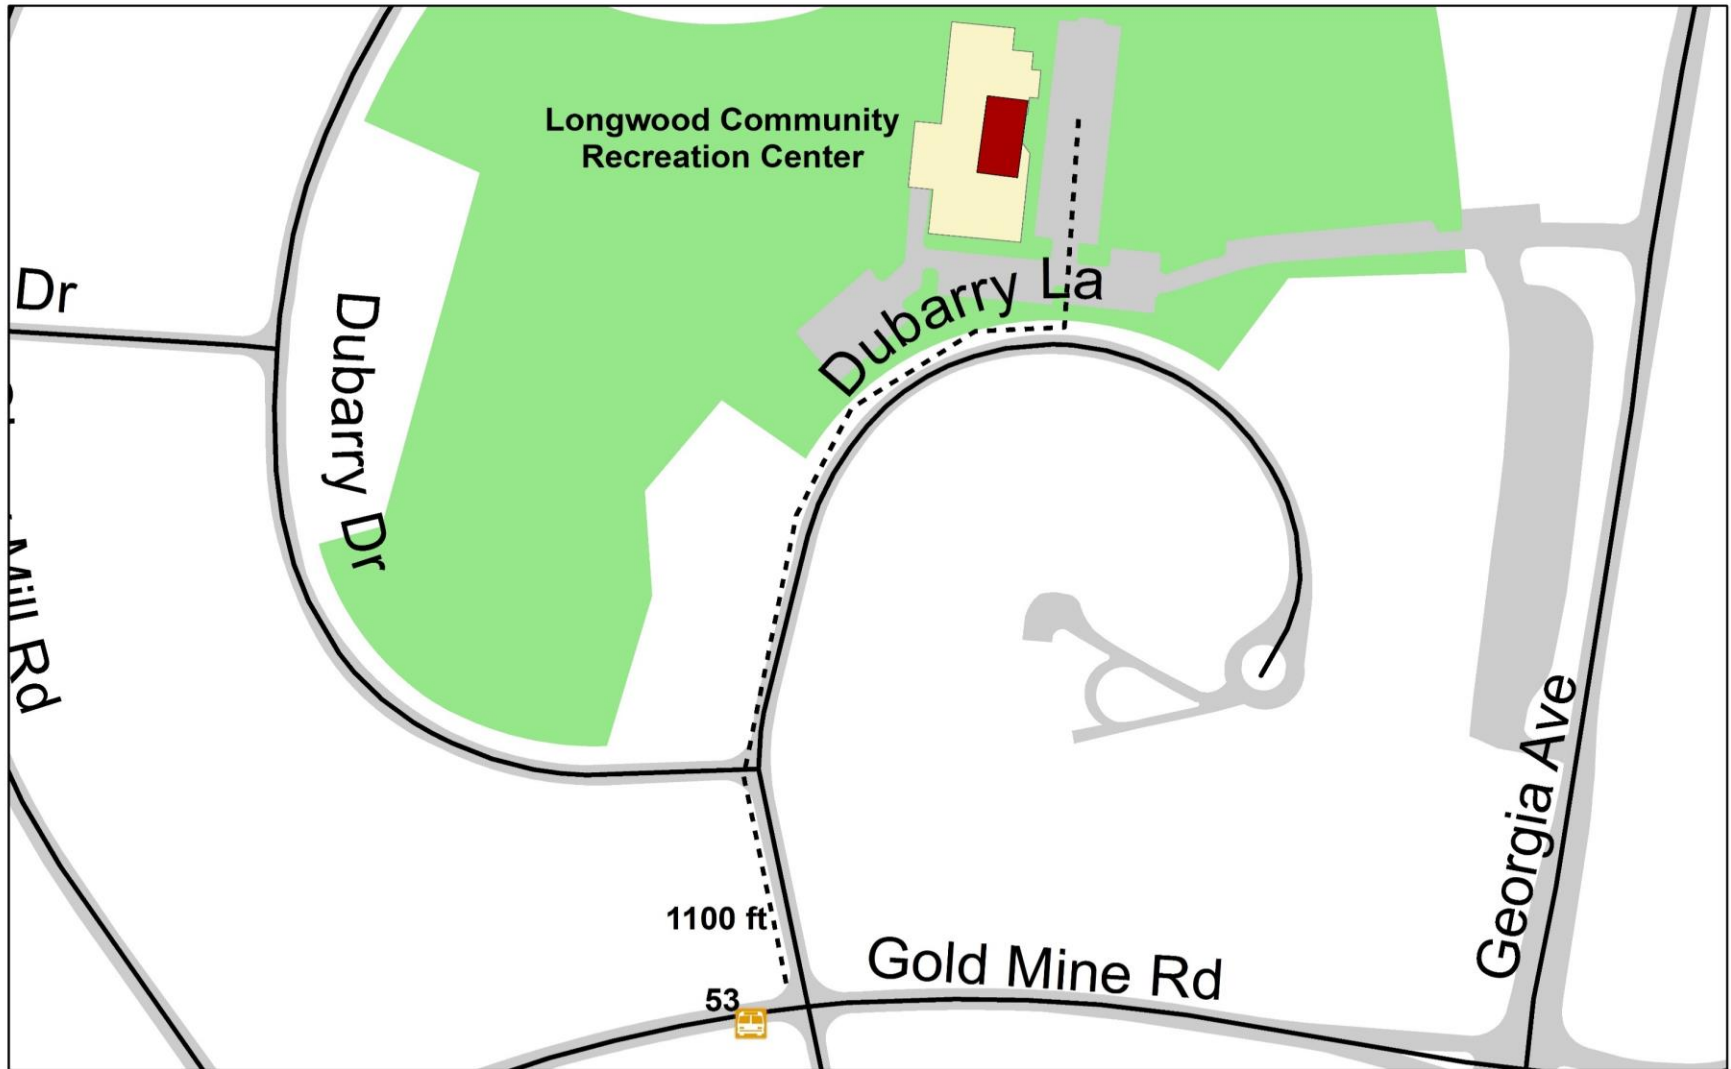 Longwood Community
Recreation Center
Dr
Dubarry La
Dubarry Dr
Mill Rd
Georgia Ave
1100 ft
Gold Mine Rd
53